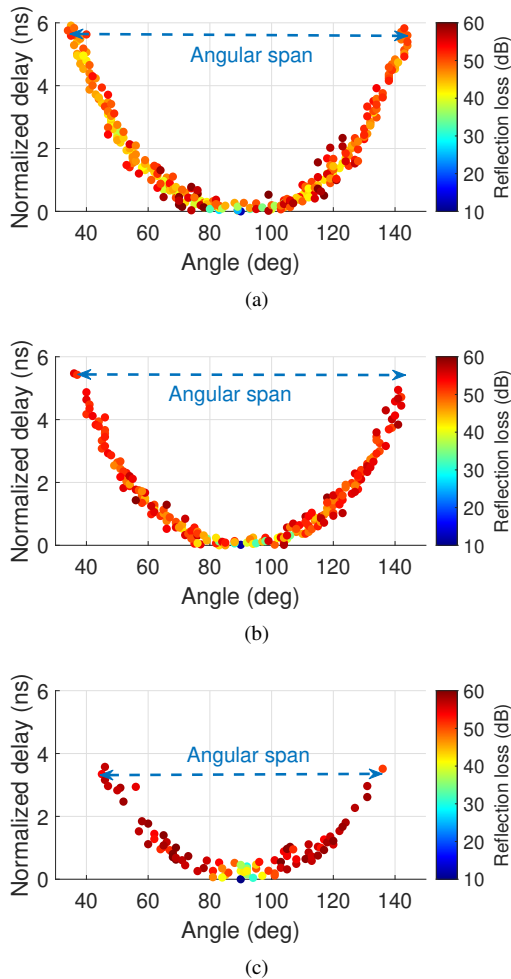 6
4
2
0
Normalized delay (ns)
Angular span
40 60 80 100 120 140
Angle (deg)
60
50
40
30
20
10
Reflection loss (dB)
(a)
6
4
2
0
Normalized delay (ns)
Angular span
40 60 80 100 120 140
Angle (deg)
60
50
40
30
20
10
Reflection loss (dB)
(b)
6
4
2
0
Normalized delay (ns)
Angular span
40 60 80 100 120 140
Angle (deg)
60
50
40
30
20
10
Reflection loss (dB)
(c)